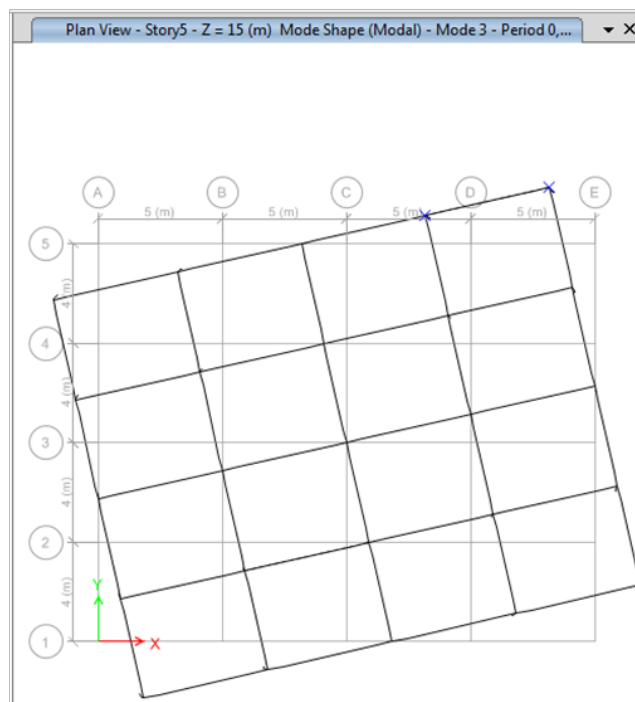 Plan View - Story5 - Z = 15 (m) Mode Shape (Modal) - Mode 3 - Period 0,...
A B C D E
5 (m) 5 (m) 5 (m) 5 (m)
5
4 (m)
4
4 (m)
3
4 (m)
2
4 (m)
Y
1
X